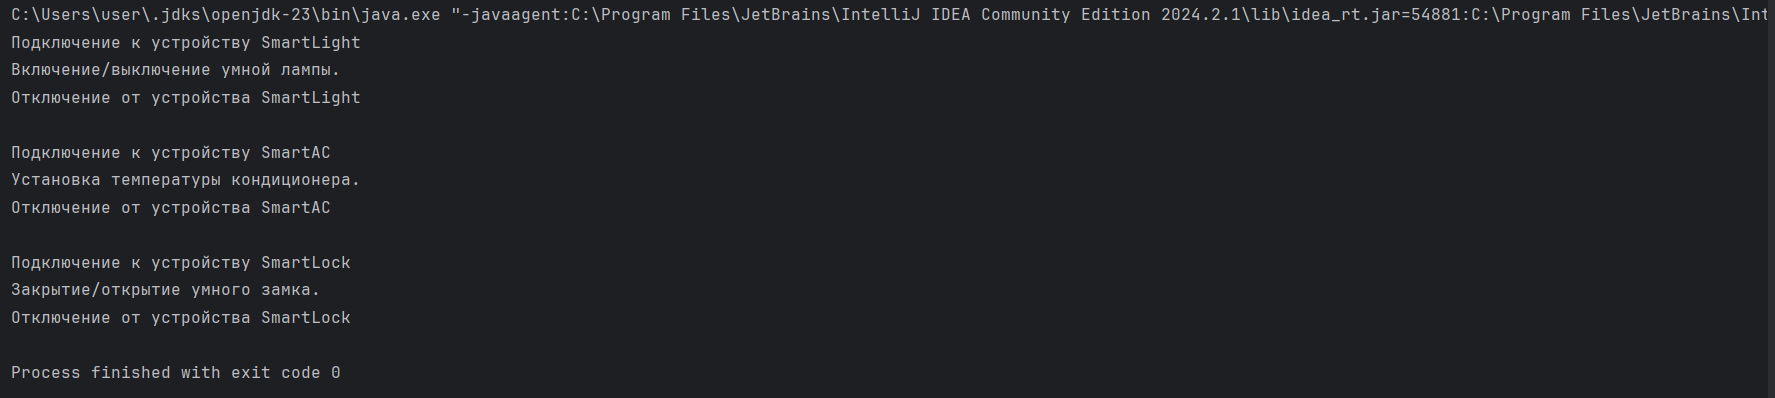 C:\Users\user\.jdks\openjdk-23\bin\java.exe "-javaagent:C:\Program Files\JetBrains\IntelliJ IDEA Community Edition 2024.2.1\lib\idea_rt.jar=54881:C:\Program Files\JetBrains\Int
Подключение к устройству SmartLight
Включение/выключение умной лампы.
Отключение от устройства SmartLight
Подключение к устройству SmartAC
Установка температуры кондиционера.
Отключение от устройства SmartAC
Подключение к устройству SmartLock
Закрытие/открытие умного замка.
Отключение от устройства SmartLock
Process finished with exit code 0